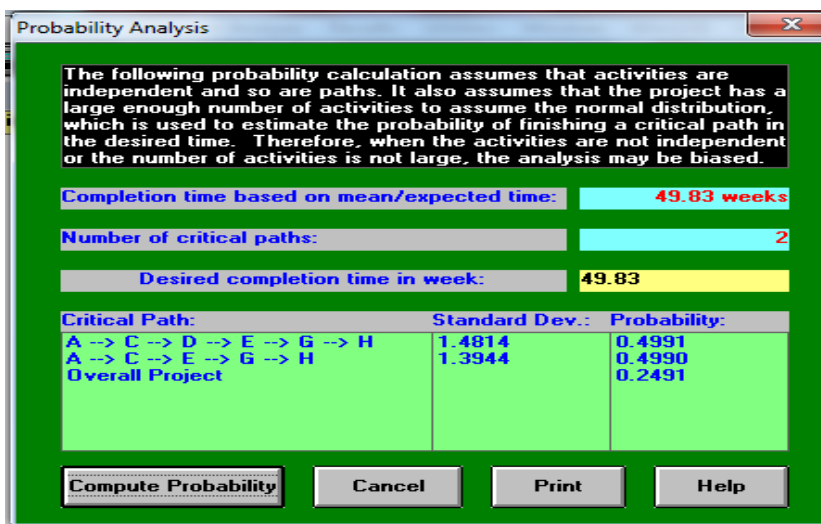 Probability Analysis
The following probability calculation assumes that activities are
independent and so are paths. It also assumes that the project has a
large enough number of activities to assume the normal distribution,
which is used to estimate the probability of finishing a critical path in
the desired time. Therefore, when the activities are not independent
or the number of activities is not large, the analysis may be biased.
Completion time based on mean/expected time: 49.83 weeks
Number of critical paths: 2
Desired completion time in week: 49.83
Critical Path: Standard Dev.: Probability:
A --> C --> D --> E --> G --> H 1.4814 0.4991
A --> C --> E --> G --> H 1.3944 0.4990
Overall Project 0.2491
Compute Probability Cancel Print Help